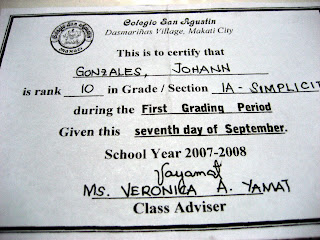 Colegio San Agustin
Dasmariñas Village, Makati City
This is to certify that
GONZALES, JOHANN
is rank 10 in Grade / Section 1A - SIMPLICIT
during the First Grading Period
Given this seventh day of September.
School Year 2007-2008
Vayamat
MS. VERONICA A. YAMAT
Class Adviser